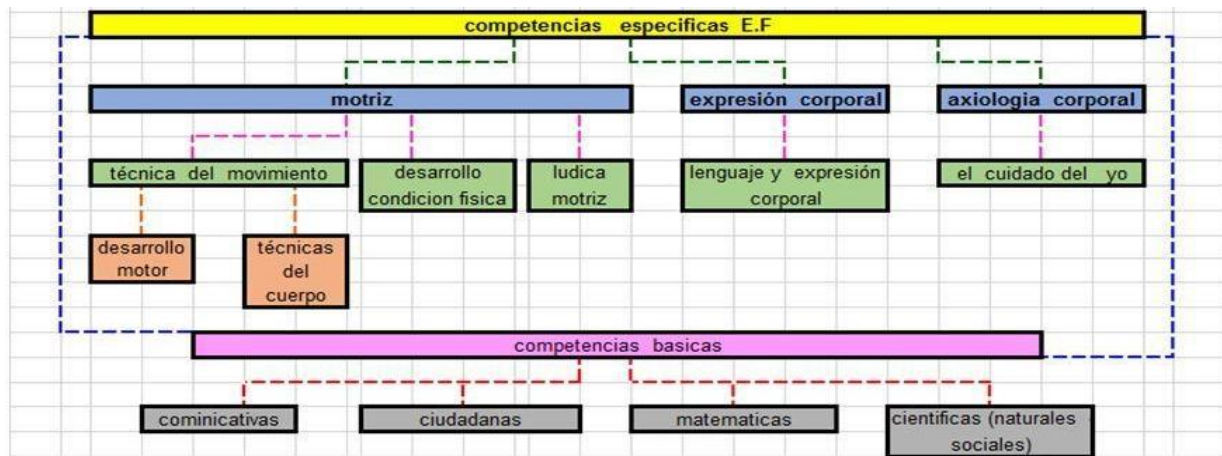 competencias especificas E.F
motriz
expresión corporal
axiologia corporal
técnica del movimiento
desarrollo
condicion fisica
ludica
motriz
lenguaje y expresión
corporal
el cuidado del yo
desarrollo
motor
técnicas
del
cuerpo
competencias basicas
cominicativas
ciudadanas
matematicas
científicas (naturales
sociales)